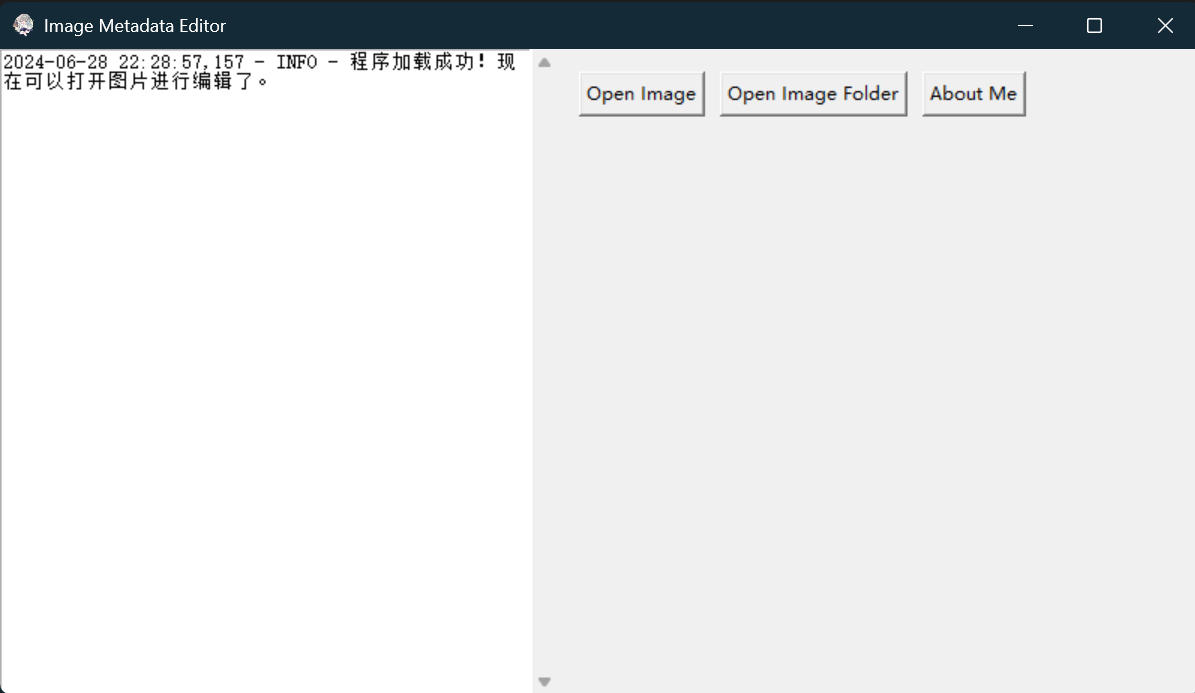 Image Metadata Editor
2024-06-28 22:28:57,157 - INFO - 程序加载成功！现
在可以打开图片进行编辑了。
Open Image
Open Image Folder
About Me